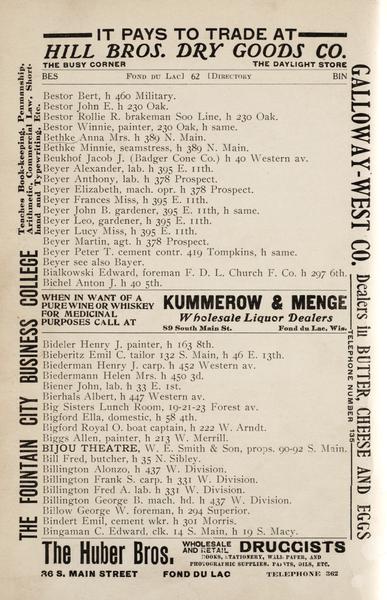 IT PAYS TO TRADE AT
HILL BROS. DRY GOODS CO.
THE BUSY CORNER THE DAYLIGHT STORE
BES FOND DU LAC] 62 [DIRECTORY BIN
Bestor Bert, h 460 Military.
Bestor John E. h 230 Oak.
Bestor Rollie R. brakeman Soo Line, h 230 Oak.
Bestor Winnie, painter, 230 Oak, h same.
Bethke Anna Mrs. h 389 N. Main.
Bethke Minnie, seamstress, h 389 N. Main.
Beukhof Jacob J. (Badger Cone Co.) h 40 Western av.
Beyer Alexander, lab. h 395 E. 11th.
Beyer Anthony, lab. h 378 Prospect.
Beyer Elizabeth, mach. opr. h 378 Prospect.
Beyer Frances Miss, h 395 E. 11th.
Beyer John B. gardener, 395 E. 11th, h same.
Beyer Leo, gardener, h 395 E. 11th.
Beyer Lucy Miss, h 395 E. 11th.
Beyer Martin, agt. h 378 Prospect.
Beyer Peter T. cement contr. 419 Tompkins, h same.
Beyer see also Bayer.
Bialkowski Edward, foreman F. D. L. Church F. Co. h 297 6th.
Bichel Anton J. h 40 5th.
WHEN IN WANT OF A
PURE WINE OR WHISKEY
FOR MEDICINAL
PURPOSES CALL AT
KUMMEROW & MENGE
Wholesale Liquor Dealers
89 South Main St. Fond du Lac, Wis.
Bideler Henry J. painter, h 163 8th.
Bieberitz Emil C. tailor 132 S. Main, h 46 E. 13th.
Biederman Henry J. carp. h 452 Western av.
Biedermann Helen Mrs. h 450 3d.
Biener John, lab. h 33 E. 1st.
Bierhals Albert, h 447 Western av.
Big Sisters Lunch Room, 19-21-23 Forest av.
Bigford Ella, domestic, h 58 4th.
Bigford Royal O. boat captain, h 222 W. Arndt.
Biggs Allen, painter, h 213 W. Merrill.
BIJOU THEATRE, W. E. Smith & Son, props. 90-92 S. Main.
Bill Fred, butcher, h 35 N. Sibley.
Billington Alonzo, h 437 W. Division.
Billington Frank S. carp. h 331 W. Division.
Billington Fred A. lab. h 331 W. Division.
Billington George B. mach. hd. h 437 W. Division.
Billow George W. foreman, h 294 Superior.
Bindert Emil, cement wkr. h 301 Morris.
Bingaman C. Edward, clk. 14 S. Main, h 19 S. Macy.
The Huber Bros. WHOLESALE AND RETAIL DRUGGISTS
BOOKS, STATIONERY, WALL PAPER, AND
PHOTOGRAPHIC SUPPLIES, PAINTS, OILS, ETC.
36 S. MAIN STREET FOND DU LAC TELEPHONE 362
THE FOUNTAIN CITY BUSINESS COLLEGE
Teaches Book-keeping, Penmanship,
Arithmetic, Commercial Law, Short-
hand and Typewriting, Etc.
GALLOWAY-WEST CO. Dealers in BUTTER, CHEESE AND EGGS
TELEPHONE NUMBER 135